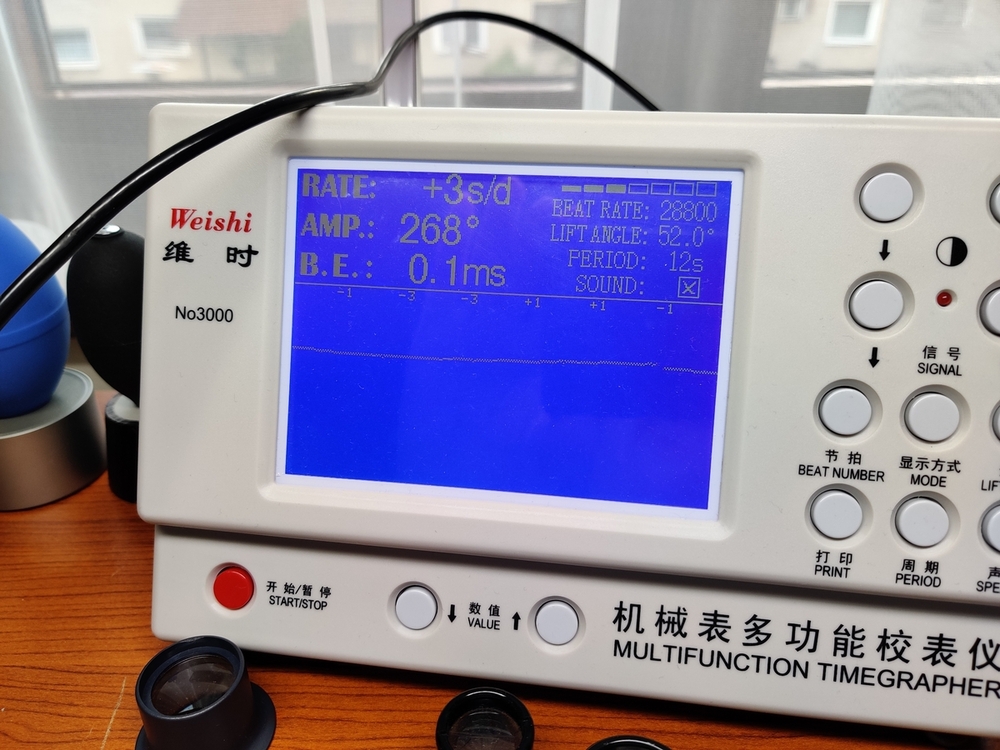 Weishi
维 时
No3000
RATE: +3s/d
AMP.: 268°
B.E.: 0.1ms
BEAT RATE: 28800
LIFT ANGLE: 52.0°
PERIOD: 12s
SOUND:
-1 -3 -3 +1 +1 -1
信 号
SIGNAL
节 拍
BEAT NUMBER
显示方式
MODE
LIF
打 印
PRINT
周 期
PERIOD
声
SPE
开 始/暂 停
START/STOP
数 值
VALUE
机械表多功能校表仪
MULTIFUNCTION TIMEGRAPHER